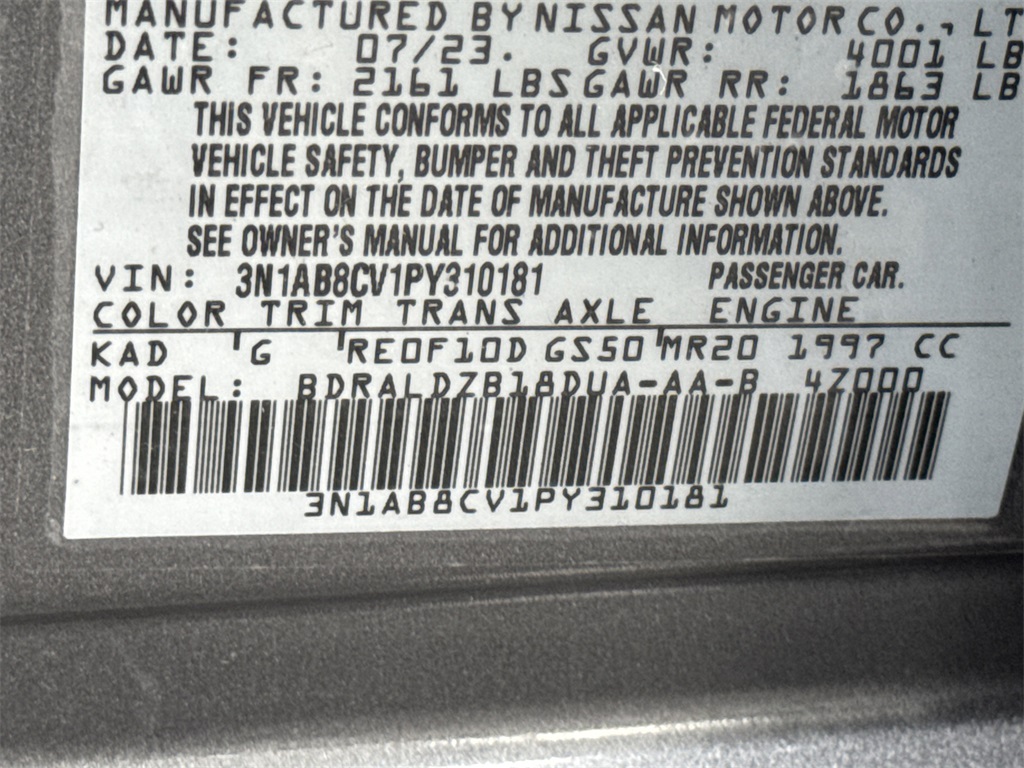 MANUFACTURED BY NISSAN MOTOR CO., LT
DATE: 07/23. GVWR: 4001 LB
GAWR FR: 2161 LBS GAWR RR: 1863 LB
THIS VEHICLE CONFORMS TO ALL APPLICABLE FEDERAL MOTOR
VEHICLE SAFETY, BUMPER AND THEFT PREVENTION STANDARDS
IN EFFECT ON THE DATE OF MANUFACTURE SHOWN ABOVE.
SEE OWNER'S MANUAL FOR ADDITIONAL INFORMATION.
VIN: 3N1AB8CV1PY310181 PASSENGER CAR.
COLOR TRIM TRANS AXLE ENGINE
KAD G RE0F10D GS50 MR20 1997 CC
MODEL: BDRALDZB18DUA-AA-B 4Z000
3N1AB8CV1PY310181